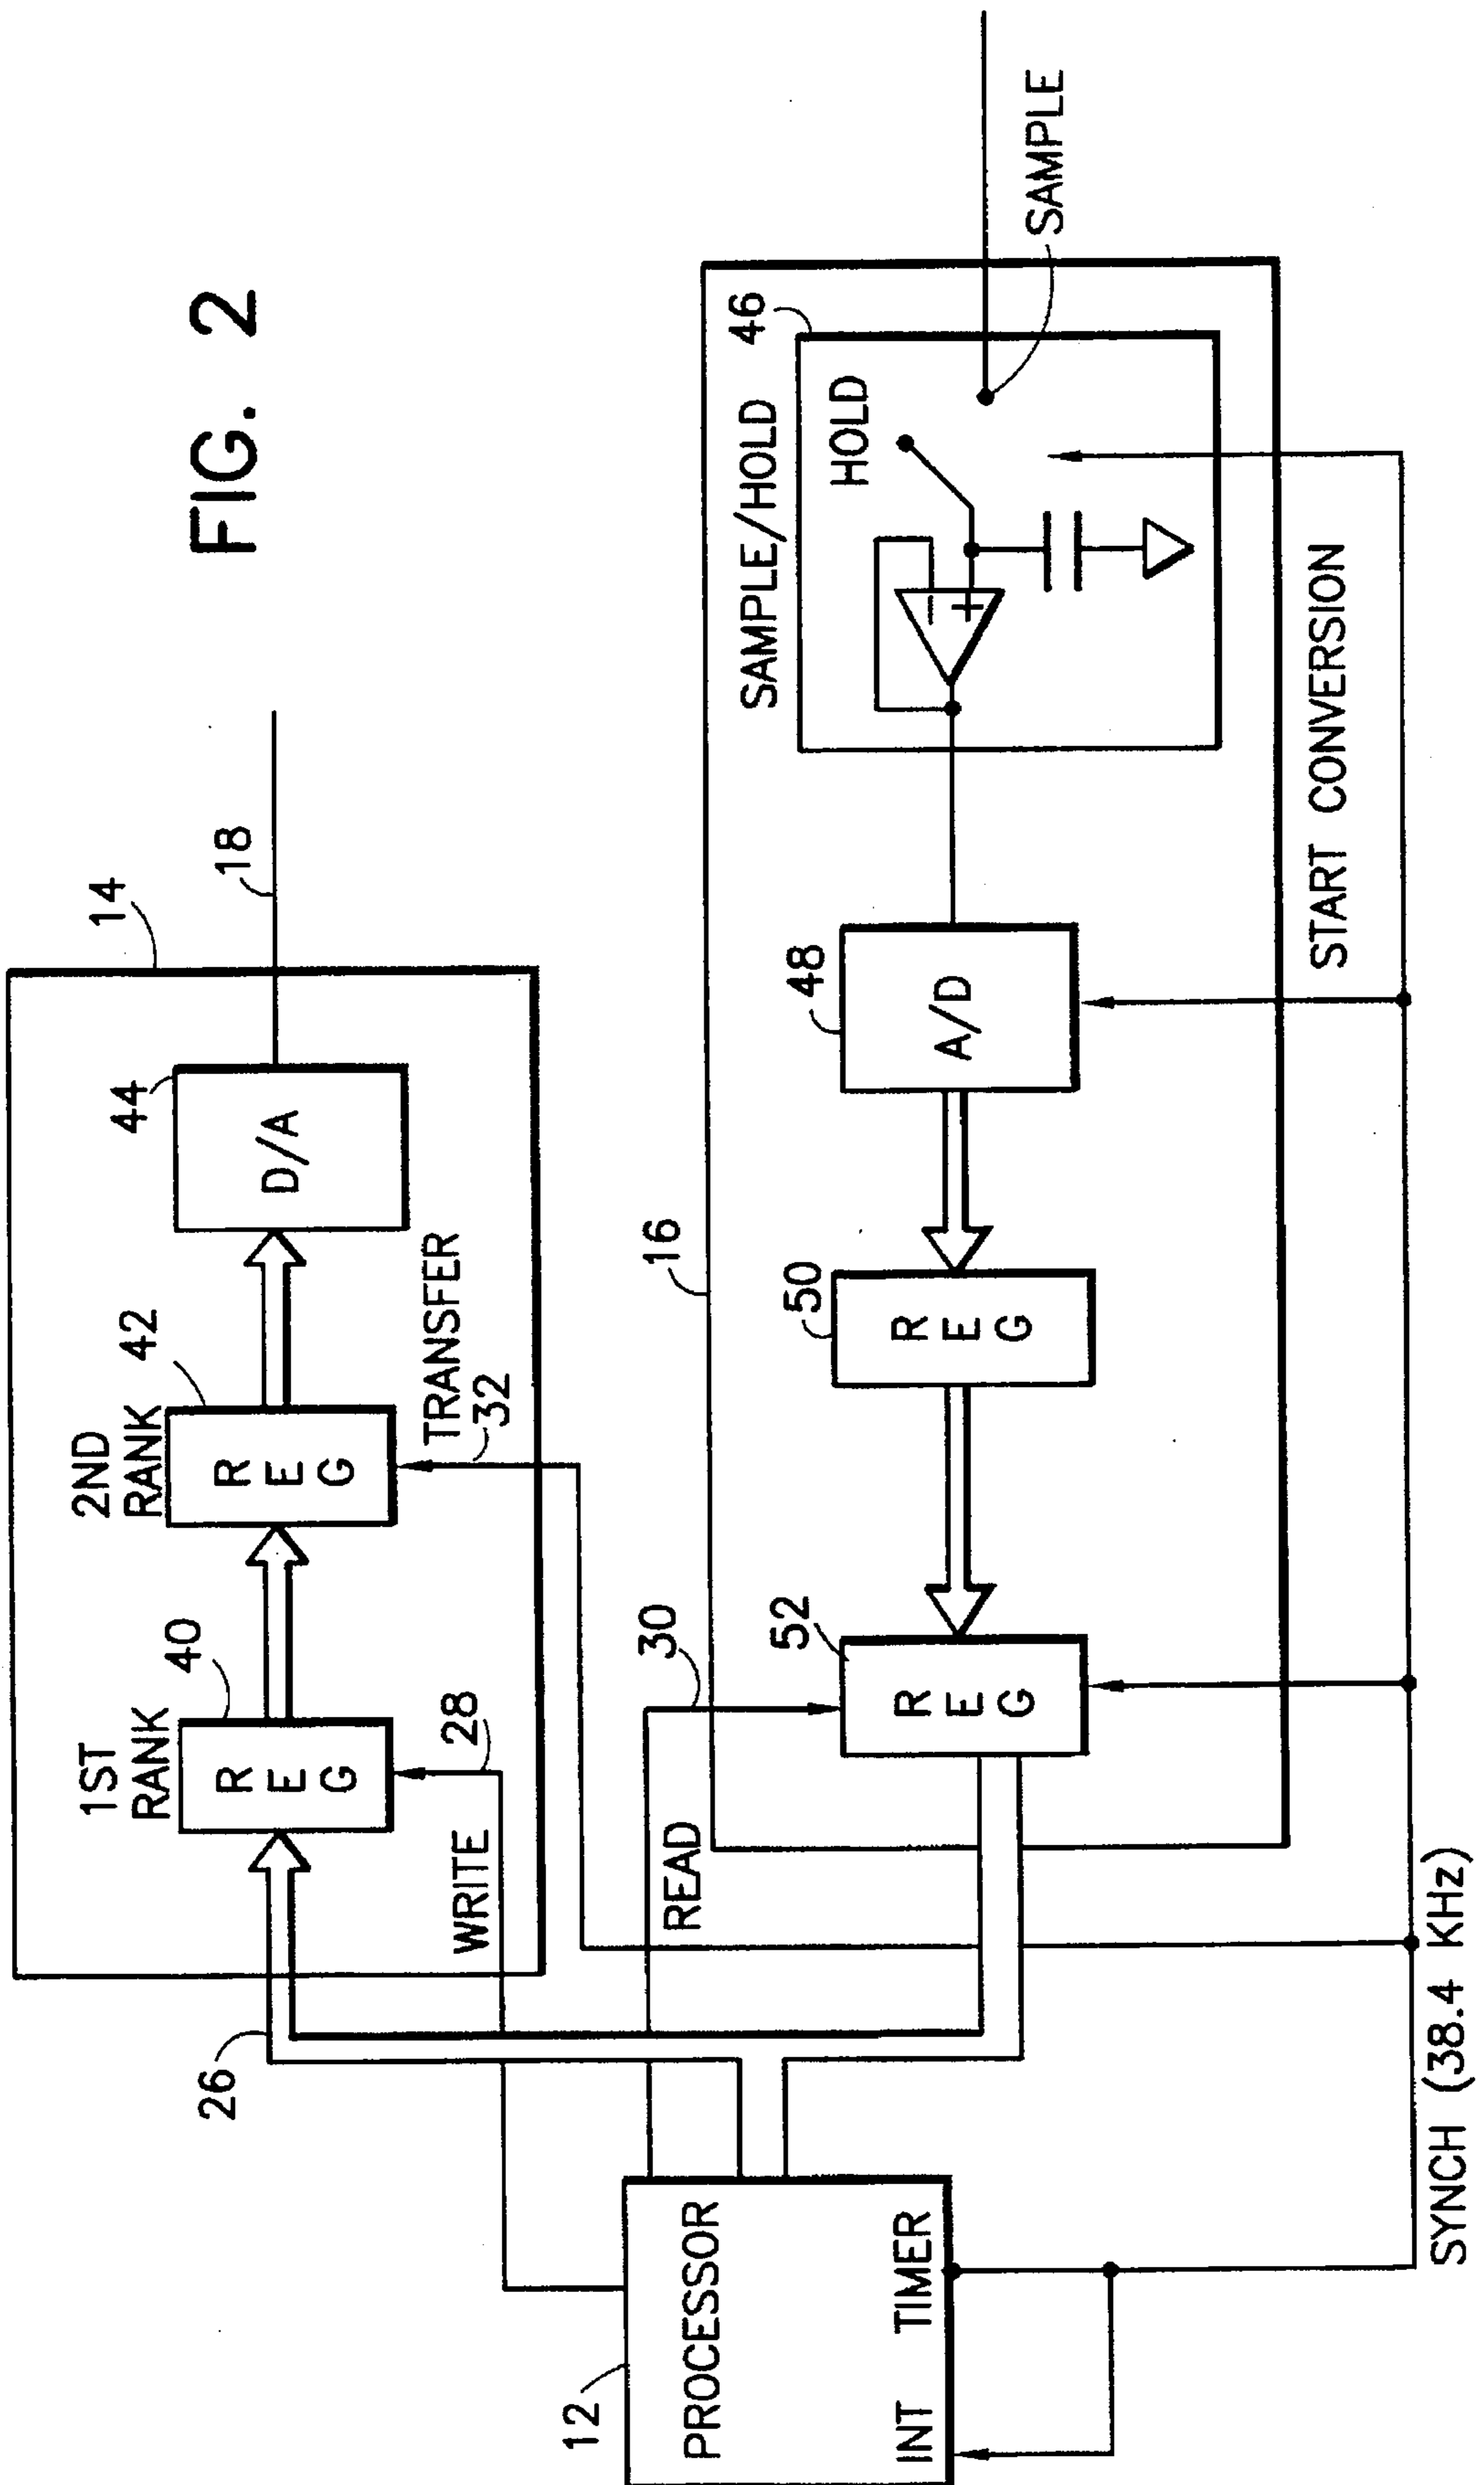 FIG. 2
14
18
44
D/A
42
2ND
RANK
REG
TRANSFER
32
40
1ST
RANK
REG
28
WRITE
26
16
SAMPLE/HOLD 46
HOLD
SAMPLE
48
A/D
50
REG
52
REG
30
READ
START CONVERSION
12
PROCESSOR
INT TIMER
SYNCH (38.4 KHz)